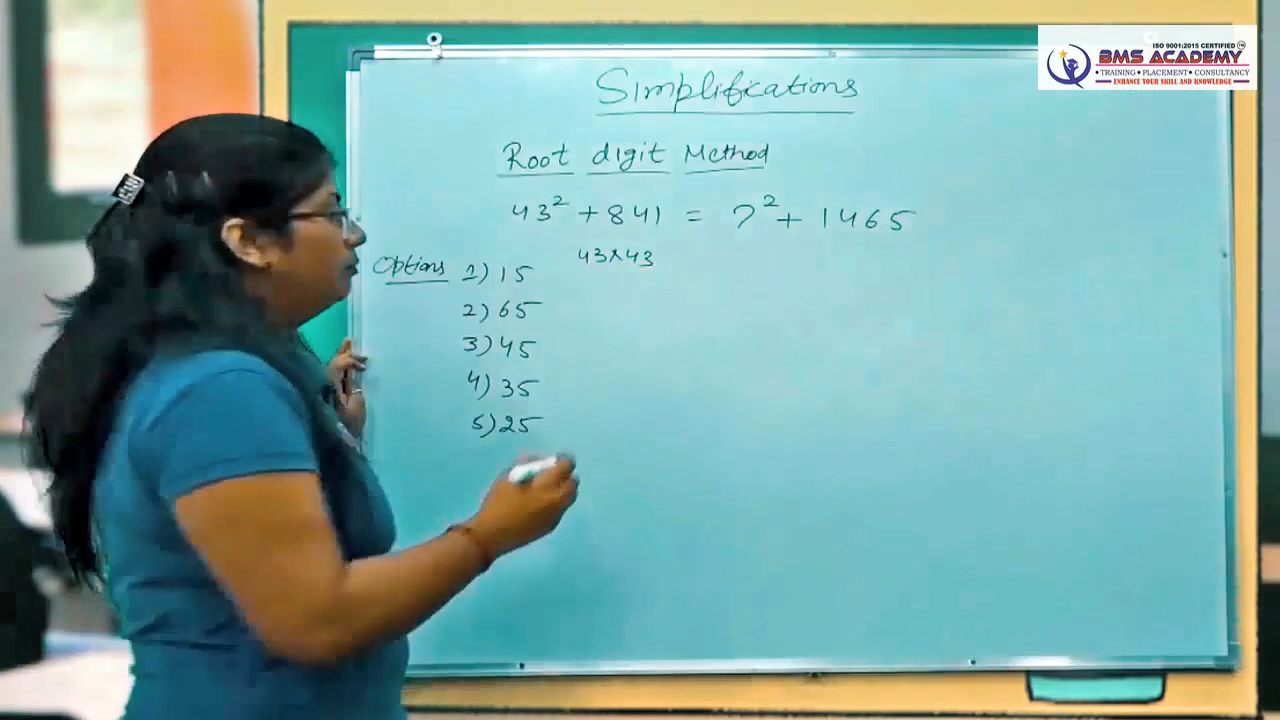 ISO 9001:2015 CERTIFIED
BMS ACADEMY
• TRAINING • PLACEMENT • CONSULTANCY
ENHANCE YOUR SKILL AND KNOWLEDGE
Simplifications
Root digit Method
43² + 841 = ?² + 1465
43×43
Options 1) 15
2) 65
3) 45
4) 35
5) 25